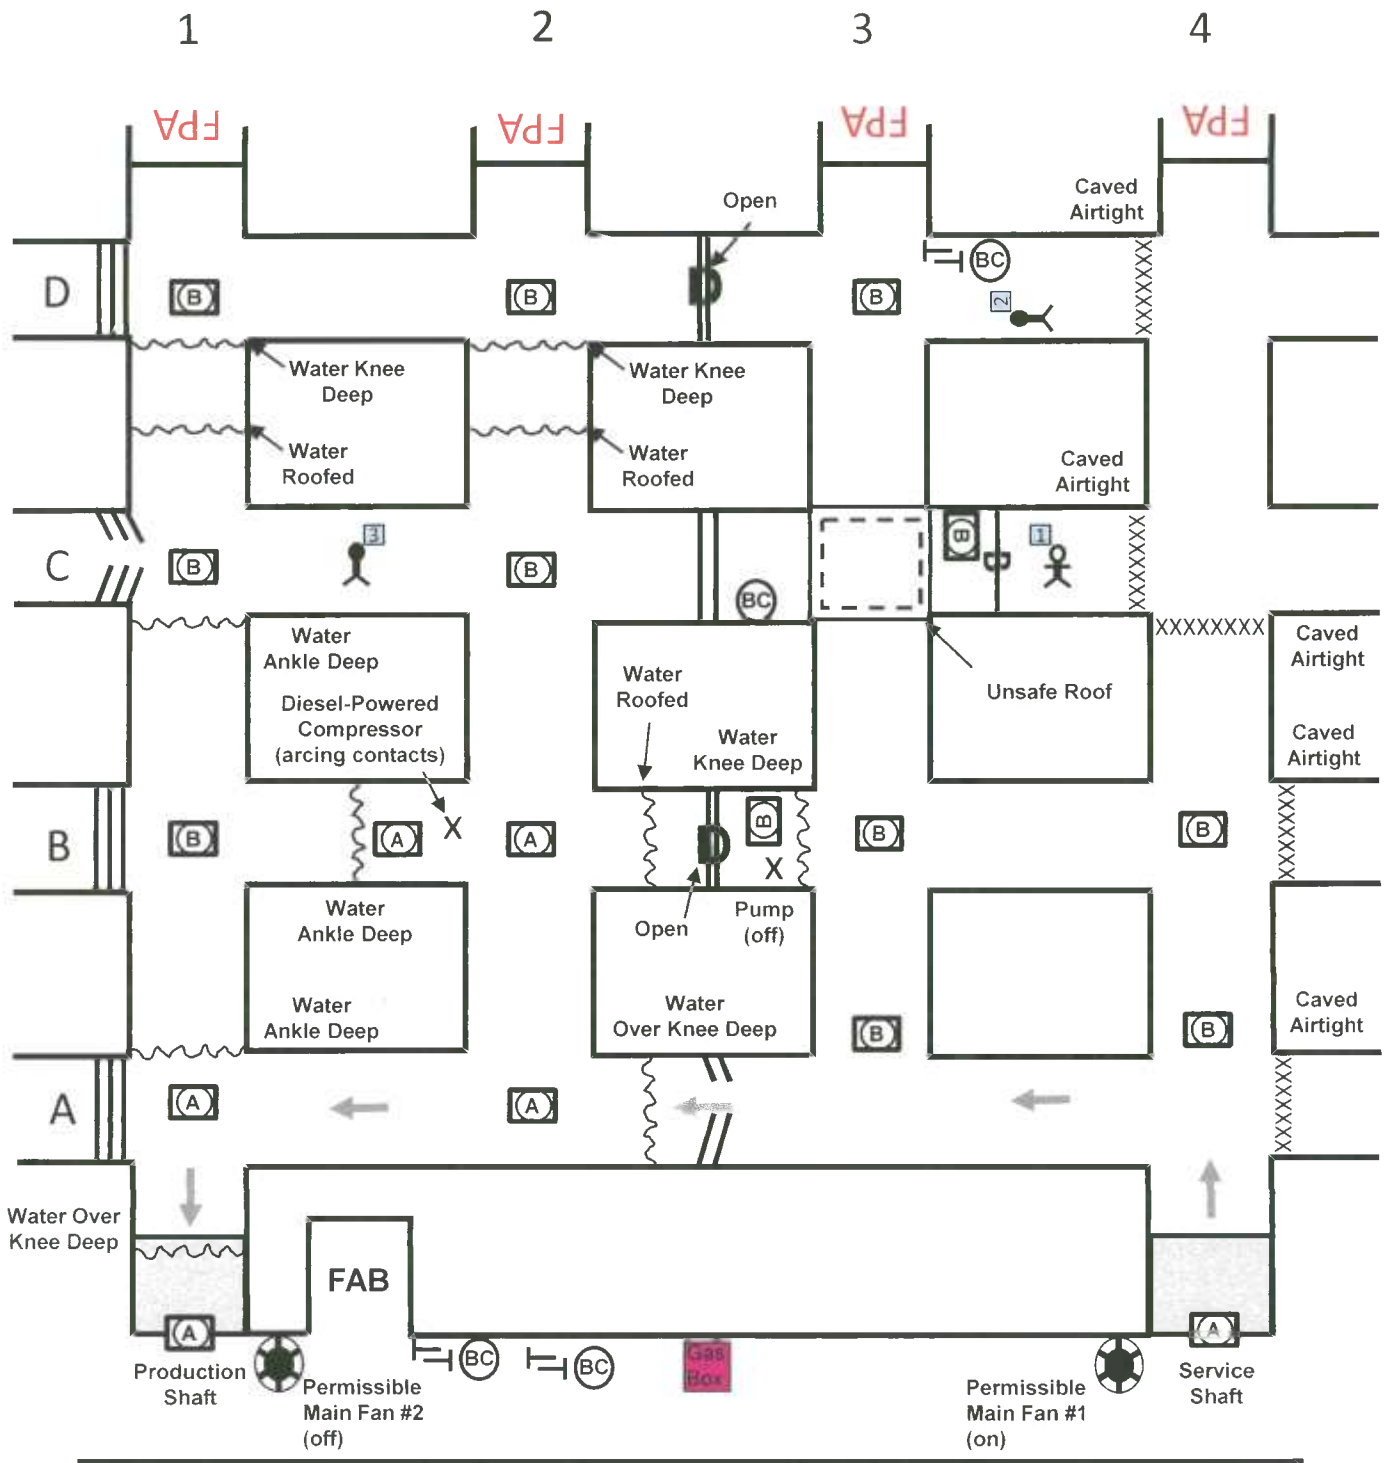 1 2 3 4
FPA FPA FPA FPA
Caved
Airtight
Open
BC
D
B B D B
2
Water Knee
Deep
Water Knee
Deep
Water
Roofed
Water
Roofed
Caved
Airtight
C
B
3
B
BC
B
B
1
XXXXXXXX
XXXXXXXX
XXXXXXXX
Water
Ankle Deep
Caved
Airtight
Water
Roofed
Unsafe Roof
Diesel-Powered
Compressor
(arcing contacts)
Water
Knee Deep
Caved
Airtight
B
B A X A D B X B B
XXXXXXXX
Water
Ankle Deep
Open
Pump
(off)
Water
Ankle Deep
Water
Over Knee Deep
B B
Caved
Airtight
A
A A
XXXXXXXX
Water Over
Knee Deep
FAB
A A
Production
Shaft
BC BC
Gas
Box
Service
Shaft
Permissible
Main Fan #2
(off)
Permissible
Main Fan #1
(on)